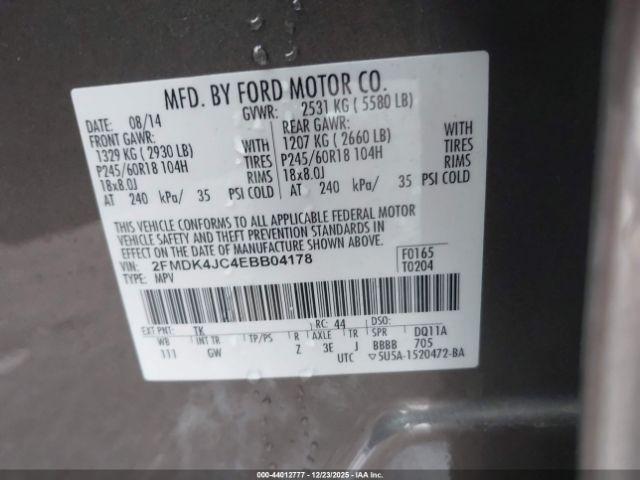 MFD. BY FORD MOTOR CO.
DATE: 08/14 GVWR: 2531 KG ( 5580 LB)
FRONT GAWR: REAR GAWR:
1329 KG ( 2930 LB) WITH 1207 KG ( 2660 LB) WITH
P245/60R18 104H TIRES P245/60R18 104H TIRES
18x8.0J RIMS 18x8.0J RIMS
AT 240 kPa/ 35 PSI COLD AT 240 kPa/ 35 PSI COLD
THIS VEHICLE CONFORMS TO ALL APPLICABLE FEDERAL MOTOR
VEHICLE SAFETY AND THEFT PREVENTION STANDARDS IN
EFFECT ON THE DATE OF MANUFACTURE SHOWN ABOVE.
VIN: 2FMDK4JC4EBB04178 F0165
TYPE: MPV T0204
EXT PNT: TK RC: 44 DSO:
WB INT TR TP/PS R AXLE TR SPR DQ11A
111 GW Z 3E J BBBB 705
UTC ▽5U5A-1520472-BA
000-44012777 - 12/23/2025 - IAA Inc.